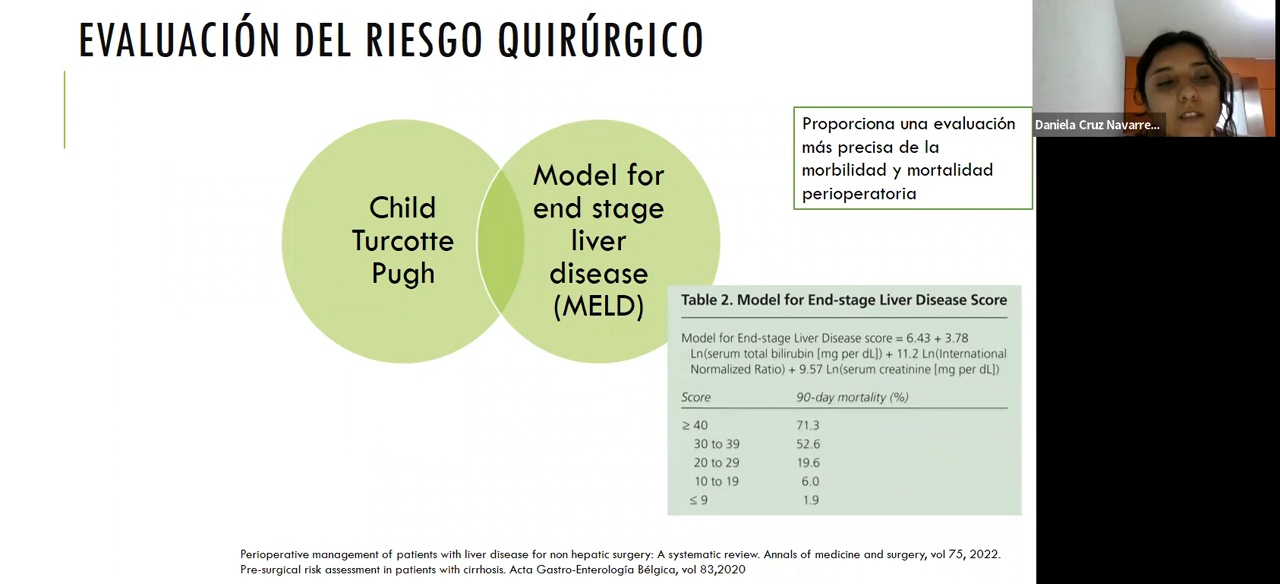 EVALUACIÓN DEL RIESGO QUIRÚRGICO
Child
Turcotte
Pugh
Model for
end stage
liver
disease
(MELD)
Proporciona una evaluación
más precisa de la
morbilidad y mortalidad
perioperatoria
Daniela Cruz Navarre...
Table 2. Model for End-stage Liver Disease Score
Model for End-stage Liver Disease score = 6.43 + 3.78
Ln(serum total bilirubin [mg per dL]) + 11.2 Ln(International
Normalized Ratio) + 9.57 Ln(serum creatinine [mg per dL])
Score 90-day mortality (%)
≥ 40 71.3
30 to 39 52.6
20 to 29 19.6
10 to 19 6.0
≤ 9 1.9
Perioperative management of patients with liver disease for non hepatic surgery: A systematic review. Annals of medicine and surgery, vol 75, 2022.
Pre-surgical risk assessment in patients with cirrhosis. Acta Gastro-Enterología Bélgica, vol 83,2020